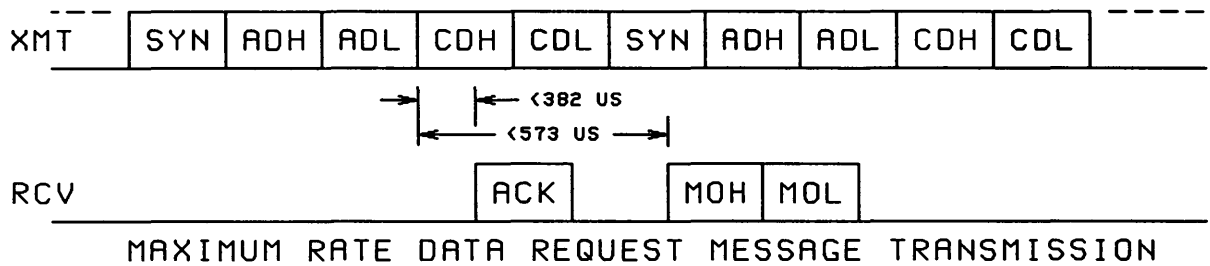 XMT SYN ADH ADL CDH CDL SYN ADH ADL CDH CDL
<382 US
<573 US
RCV ACK MOH MOL
MAXIMUM RATE DATA REQUEST MESSAGE TRANSMISSION